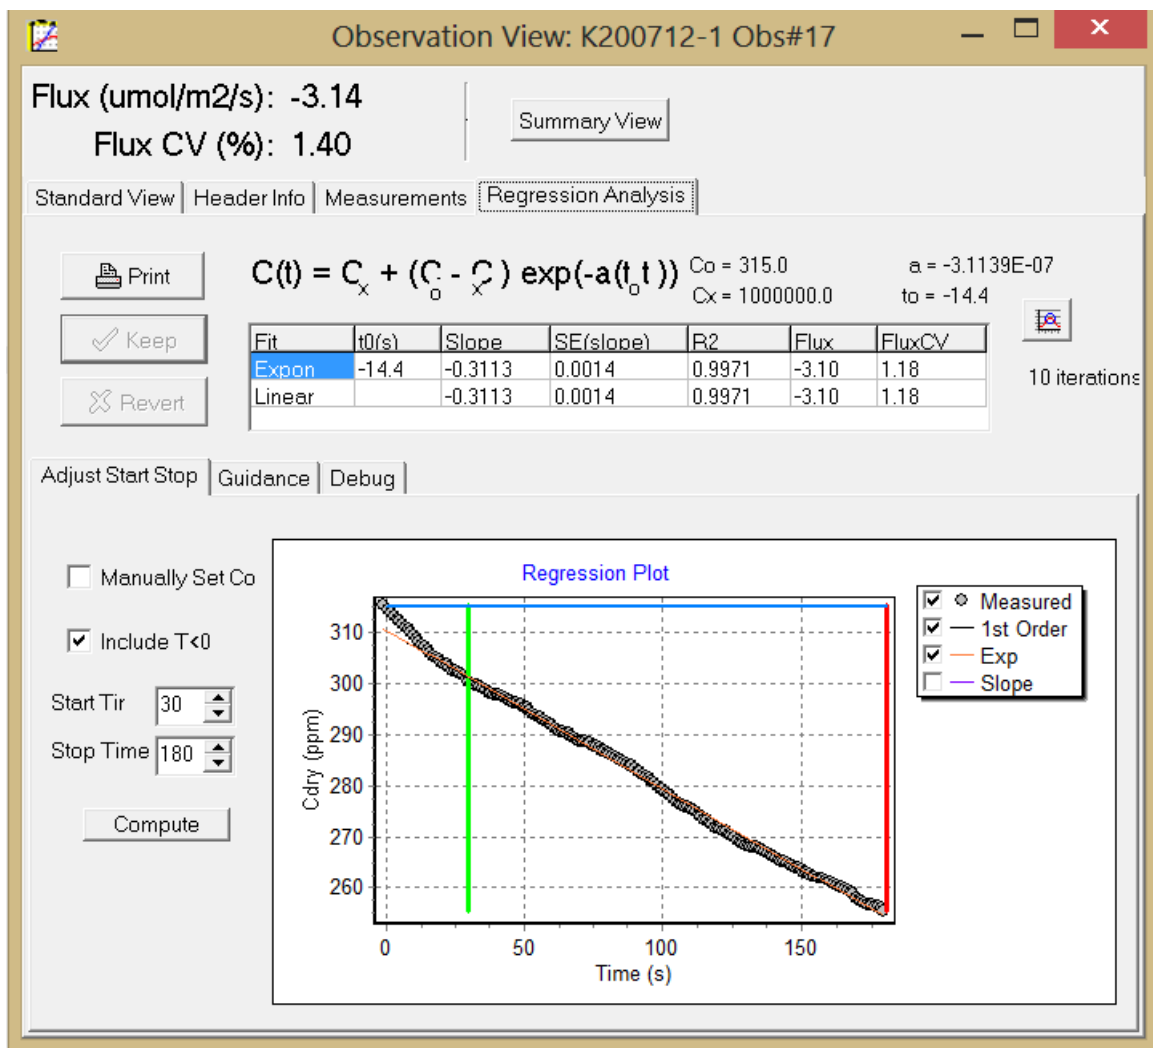 Observation View: K200712-1 Obs#17
Flux (umol/m2/s): -3.14
Flux CV (%): 1.40
Summary View
Standard View Header Info Measurements Regression Analysis
Print
C(t) = Cx + (Co - Cx) exp(-a(to t))
Co = 315.0 a = -3.1139E-07
Cx = 1000000.0 to = -14.4
Keep
Revert
Fit t0(s) Slope SE(slope) R2 Flux FluxCV
Expon -14.4 -0.3113 0.0014 0.9971 -3.10 1.18
Linear -0.3113 0.0014 0.9971 -3.10 1.18
10 iterations
Adjust Start Stop Guidance Debug
Manually Set Co
Include T<0
Start Tir 30
Stop Time 180
Compute
Regression Plot
Cdry (ppm)
310
300
290
280
270
260
0 50 100 150
Time (s)
Measured
1st Order
Exp
Slope